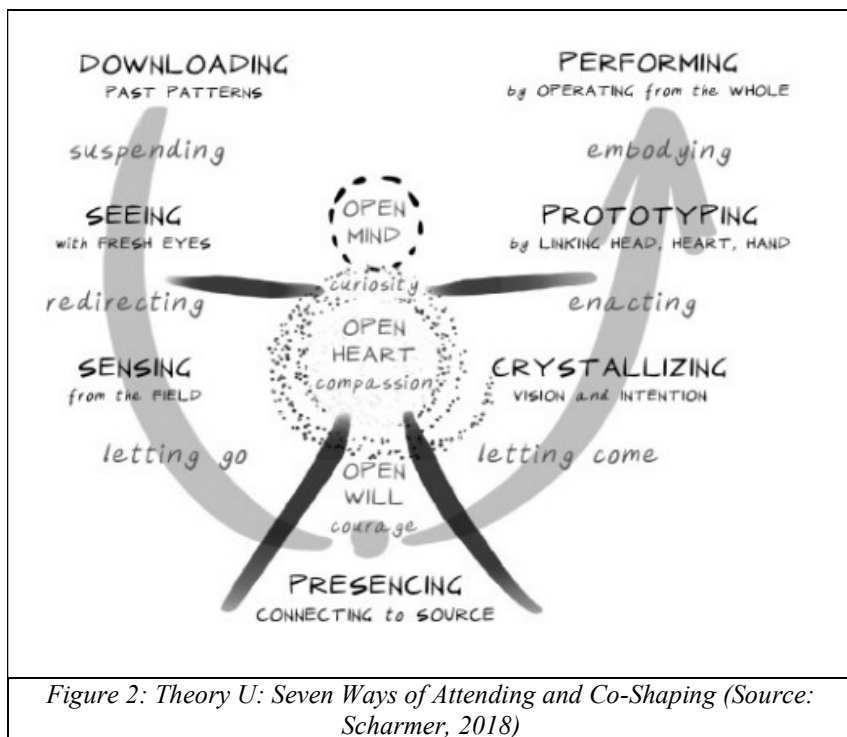 DOWNLOADING
PAST PATTERNS
suspending
SEEING
with FRESH EYES
redirecting
SENSING
from the FIELD
letting go
OPEN
MIND
curiosity
OPEN
HEART
compassion
OPEN
WILL
courage
PRESENCING
CONNECTING to SOURCE
PERFORMING
by OPERATING from the WHOLE
embodying
PROTOTYPING
by LINKING HEAD, HEART, HAND
enacting
CRYSTALLIZING
VISION and INTENTION
letting come
Figure 2: Theory U: Seven Ways of Attending and Co-Shaping (Source:
Scharmer, 2018)